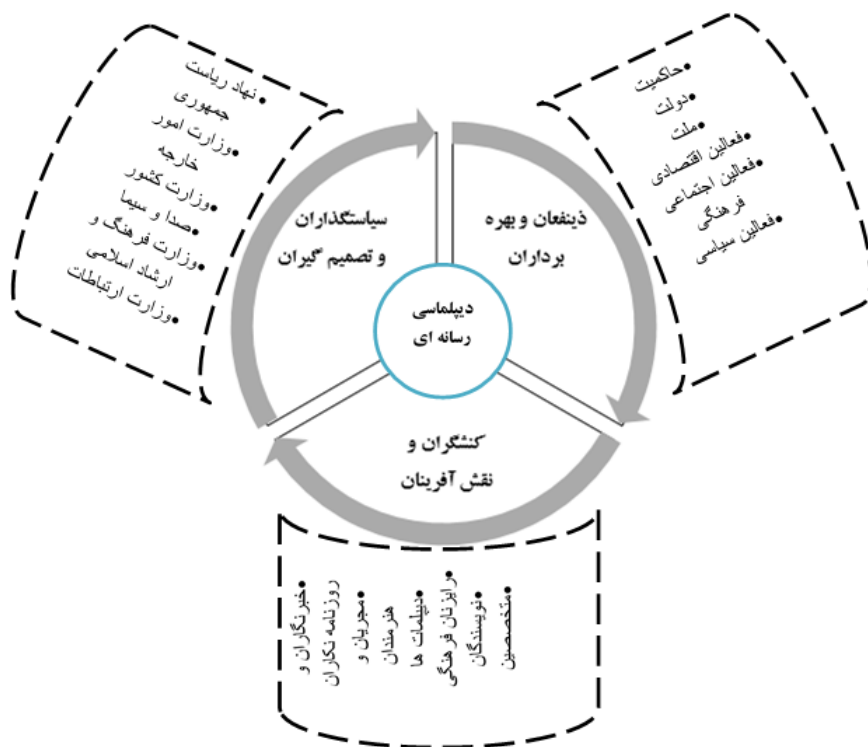 •نهاد ریاست
جمهوری
•وزارت امور
خارجه
•وزارت کشور
•صدا و سیما
•وزارت فرهنگ و
ارشاد اسلامی
•وزارت ارتباطات
•حاکمیت
•دولت
•ملت
•فعالین اقتصادی
•فعالین اجتماعی
فرهنگی
•فعالین سیاسی
سیاستگذاران
و تصمیم گیران
ذینفعان و بهره
برداران
دیپلماسی
رسانه ای
کنشگران و
نقش آفرینان
•خبرنگاران و
روزنامه نگاران
•مجریان و
هنرمندان
•دیپلمات ها
•رایزنان فرهنگی
•نویسندگان
•متخصصین